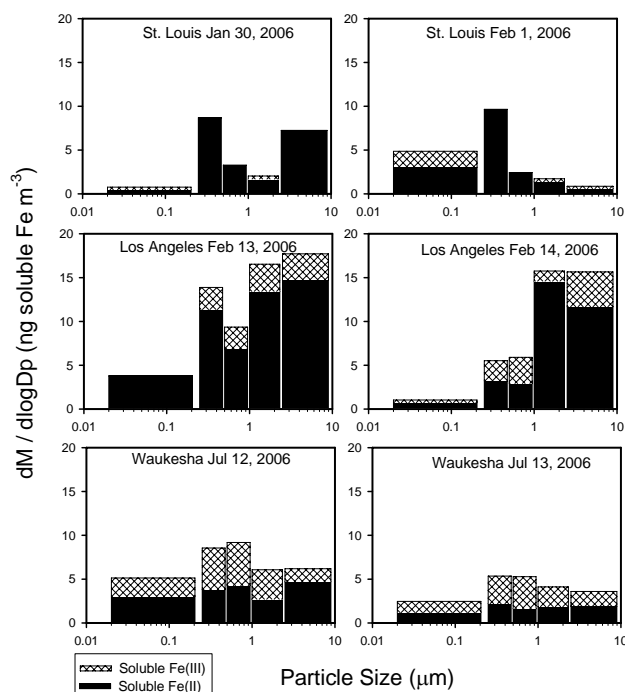 St. Louis Jan 30, 2006
St. Louis Feb 1, 2006
20
15
10
5
0
0.01 0.1 1 10
20
15
10
5
0
0.01 0.1 1 10
Los Angeles Feb 13, 2006
Los Angeles Feb 14, 2006
20
15
10
5
0
0.01 0.1 1 10
20
15
10
5
0
0.01 0.1 1 10
Waukesha Jul 12, 2006
Waukesha Jul 13, 2006
20
15
10
5
0
0.01 0.1 1 10
20
15
10
5
0
0.01 0.1 1 10
dM / dlogDp (ng soluble Fe m⁻³)
Particle Size (μm)
Soluble Fe(III)
Soluble Fe(II)